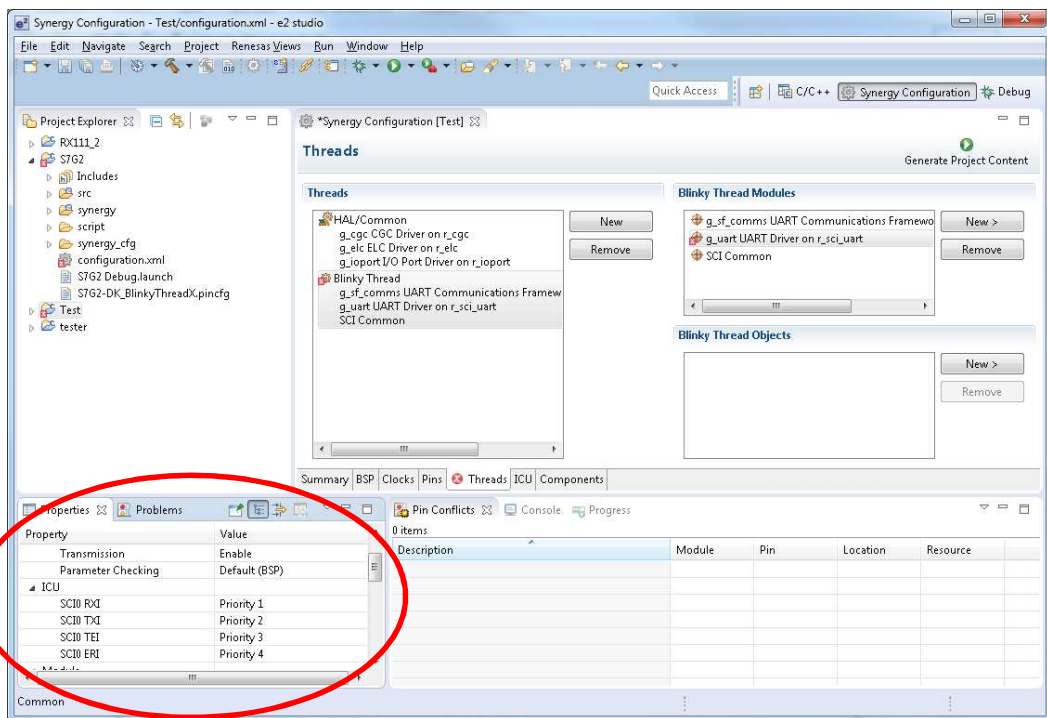 Synergy Configuration - Test/configuration.xml - e2 studio
File Edit Navigate Search Project Renesas Views Run Window Help
Quick Access C/C++ Synergy Configuration Debug
Project Explorer
RX111_2
S7G2
Includes
src
synergy
script
synergy_cfg
configuration.xml
S7G2 Debug.launch
S7G2-DK_BlinkyThreadX.pincfg
Test
tester
*Synergy Configuration [Test]
Threads
Generate Project Content
Threads
HAL/Common
g_cgc CGC Driver on r_cgc
g_elc ELC Driver on r_elc
g_ioport I/O Port Driver on r_ioport
Blinky Thread
g_sf_comms UART Communications Framew
g_uart UART Driver on r_sci_uart
SCI Common
New
Remove
Blinky Thread Modules
g_sf_comms UART Communications Framewo
g_uart UART Driver on r_sci_uart
SCI Common
New >
Remove
Blinky Thread Objects
New >
Remove
Summary BSP Clocks Pins Threads ICU Components
Properties Problems
Property Value
Transmission Enable
Parameter Checking Default (BSP)
ICU
SCI0 RXI Priority 1
SCI0 TXI Priority 2
SCI0 TEI Priority 3
SCI0 ERI Priority 4
Module
Pin Conflicts Console Progress
0 items
Description Module Pin Location Resource
Common